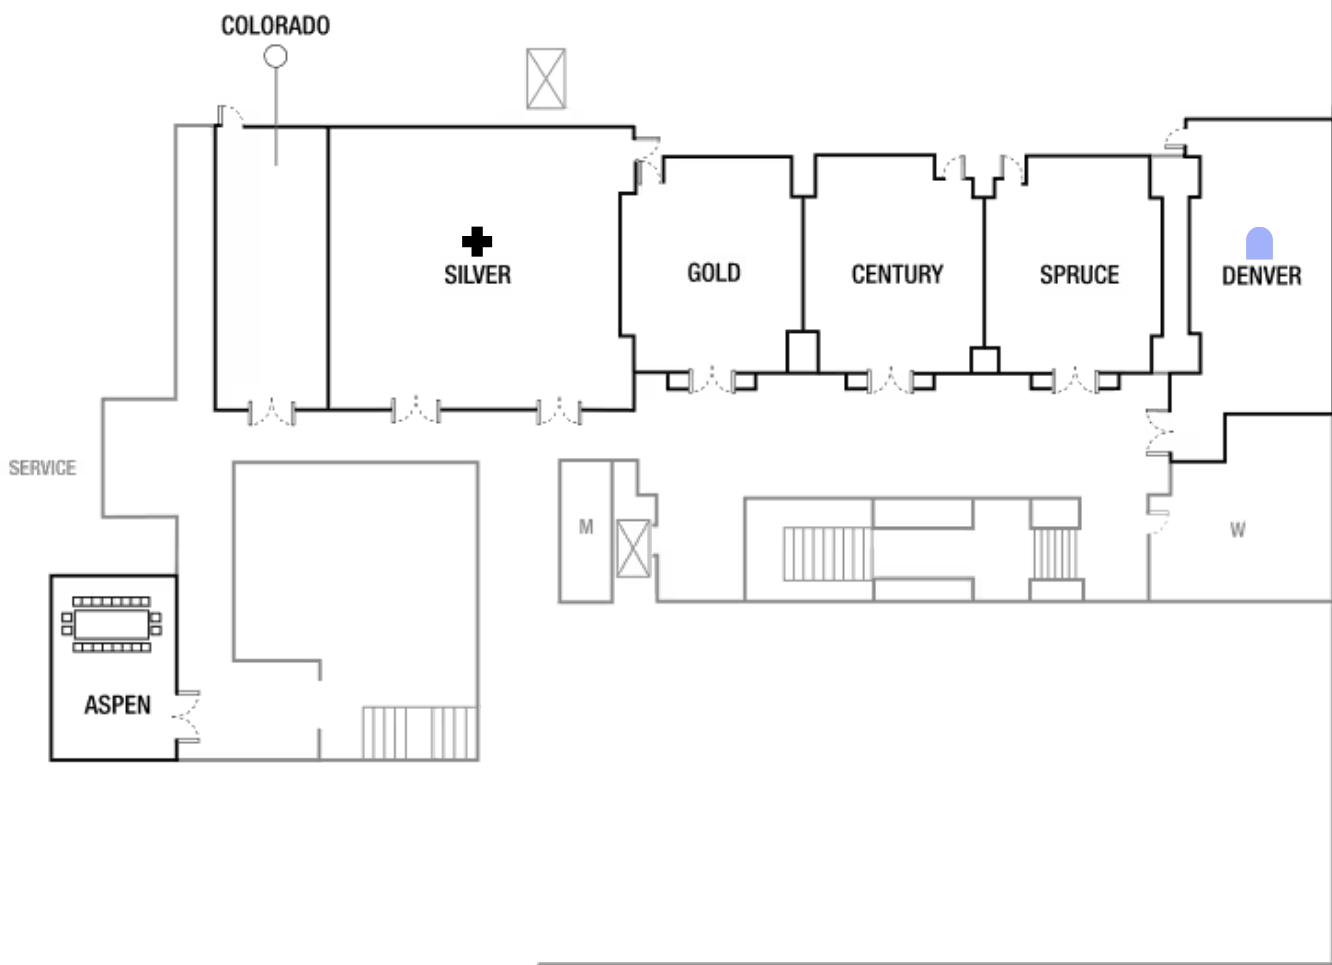 COLORADO
SILVER
GOLD
CENTURY
SPRUCE
DENVER
SERVICE
M
W
ASPEN